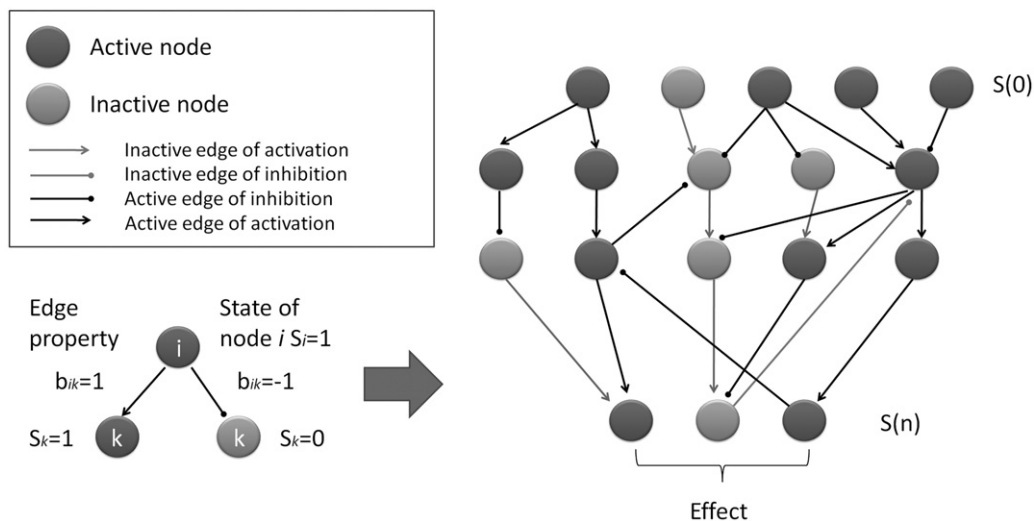 Active node
Inactive node
Inactive edge of activation
Inactive edge of inhibition
Active edge of inhibition
Active edge of activation
S(0)
Edge property
State of node i Si=1
i
bik=1
bik=-1
Sk=1
k
k
Sk=0
S(n)
Effect